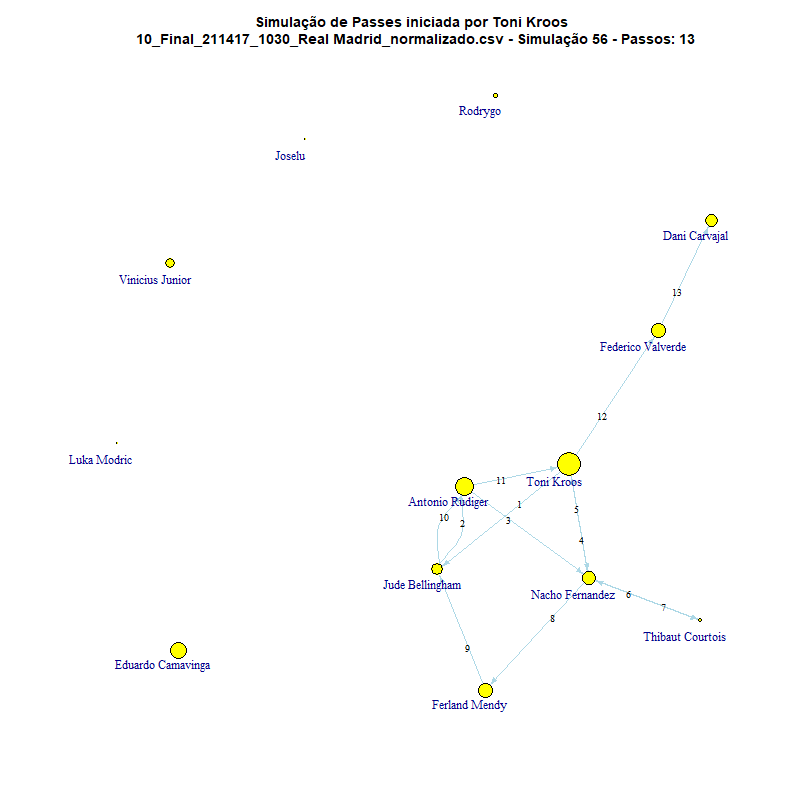 Simulação de Passes iniciada por Toni Kroos
10_Final_211417_1030_Real Madrid_normalizado.csv - Simulação 56 - Passos: 13
Rodrygo
Joselu
Dani Carvajal
Vinicius Junior
13
Federico Valverde
12
Luka Modric
11
Toni Kroos
Antonio Rudiger
1
5
10
2
3
4
Jude Bellingham
Nacho Fernandez
6
7
8
Thibaut Courtois
9
Eduardo Camavinga
Ferland Mendy